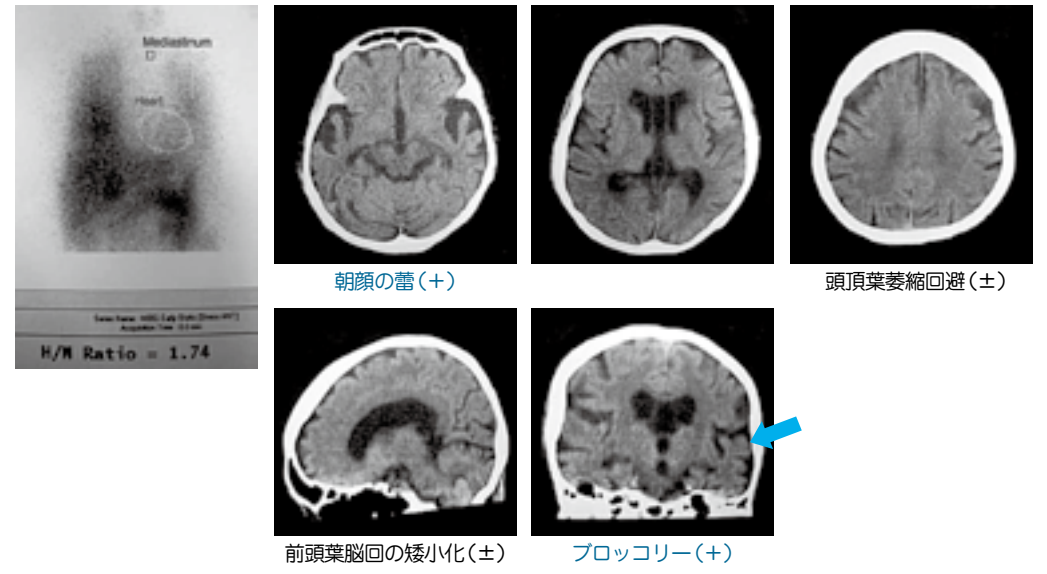 Mediastinum
Heart
H/M Ratio = 1.74
朝顔の蕾(+)
頭頂葉萎縮回避(±)
前頭葉脳回の矮小化(±)
ブロッコリー(+)